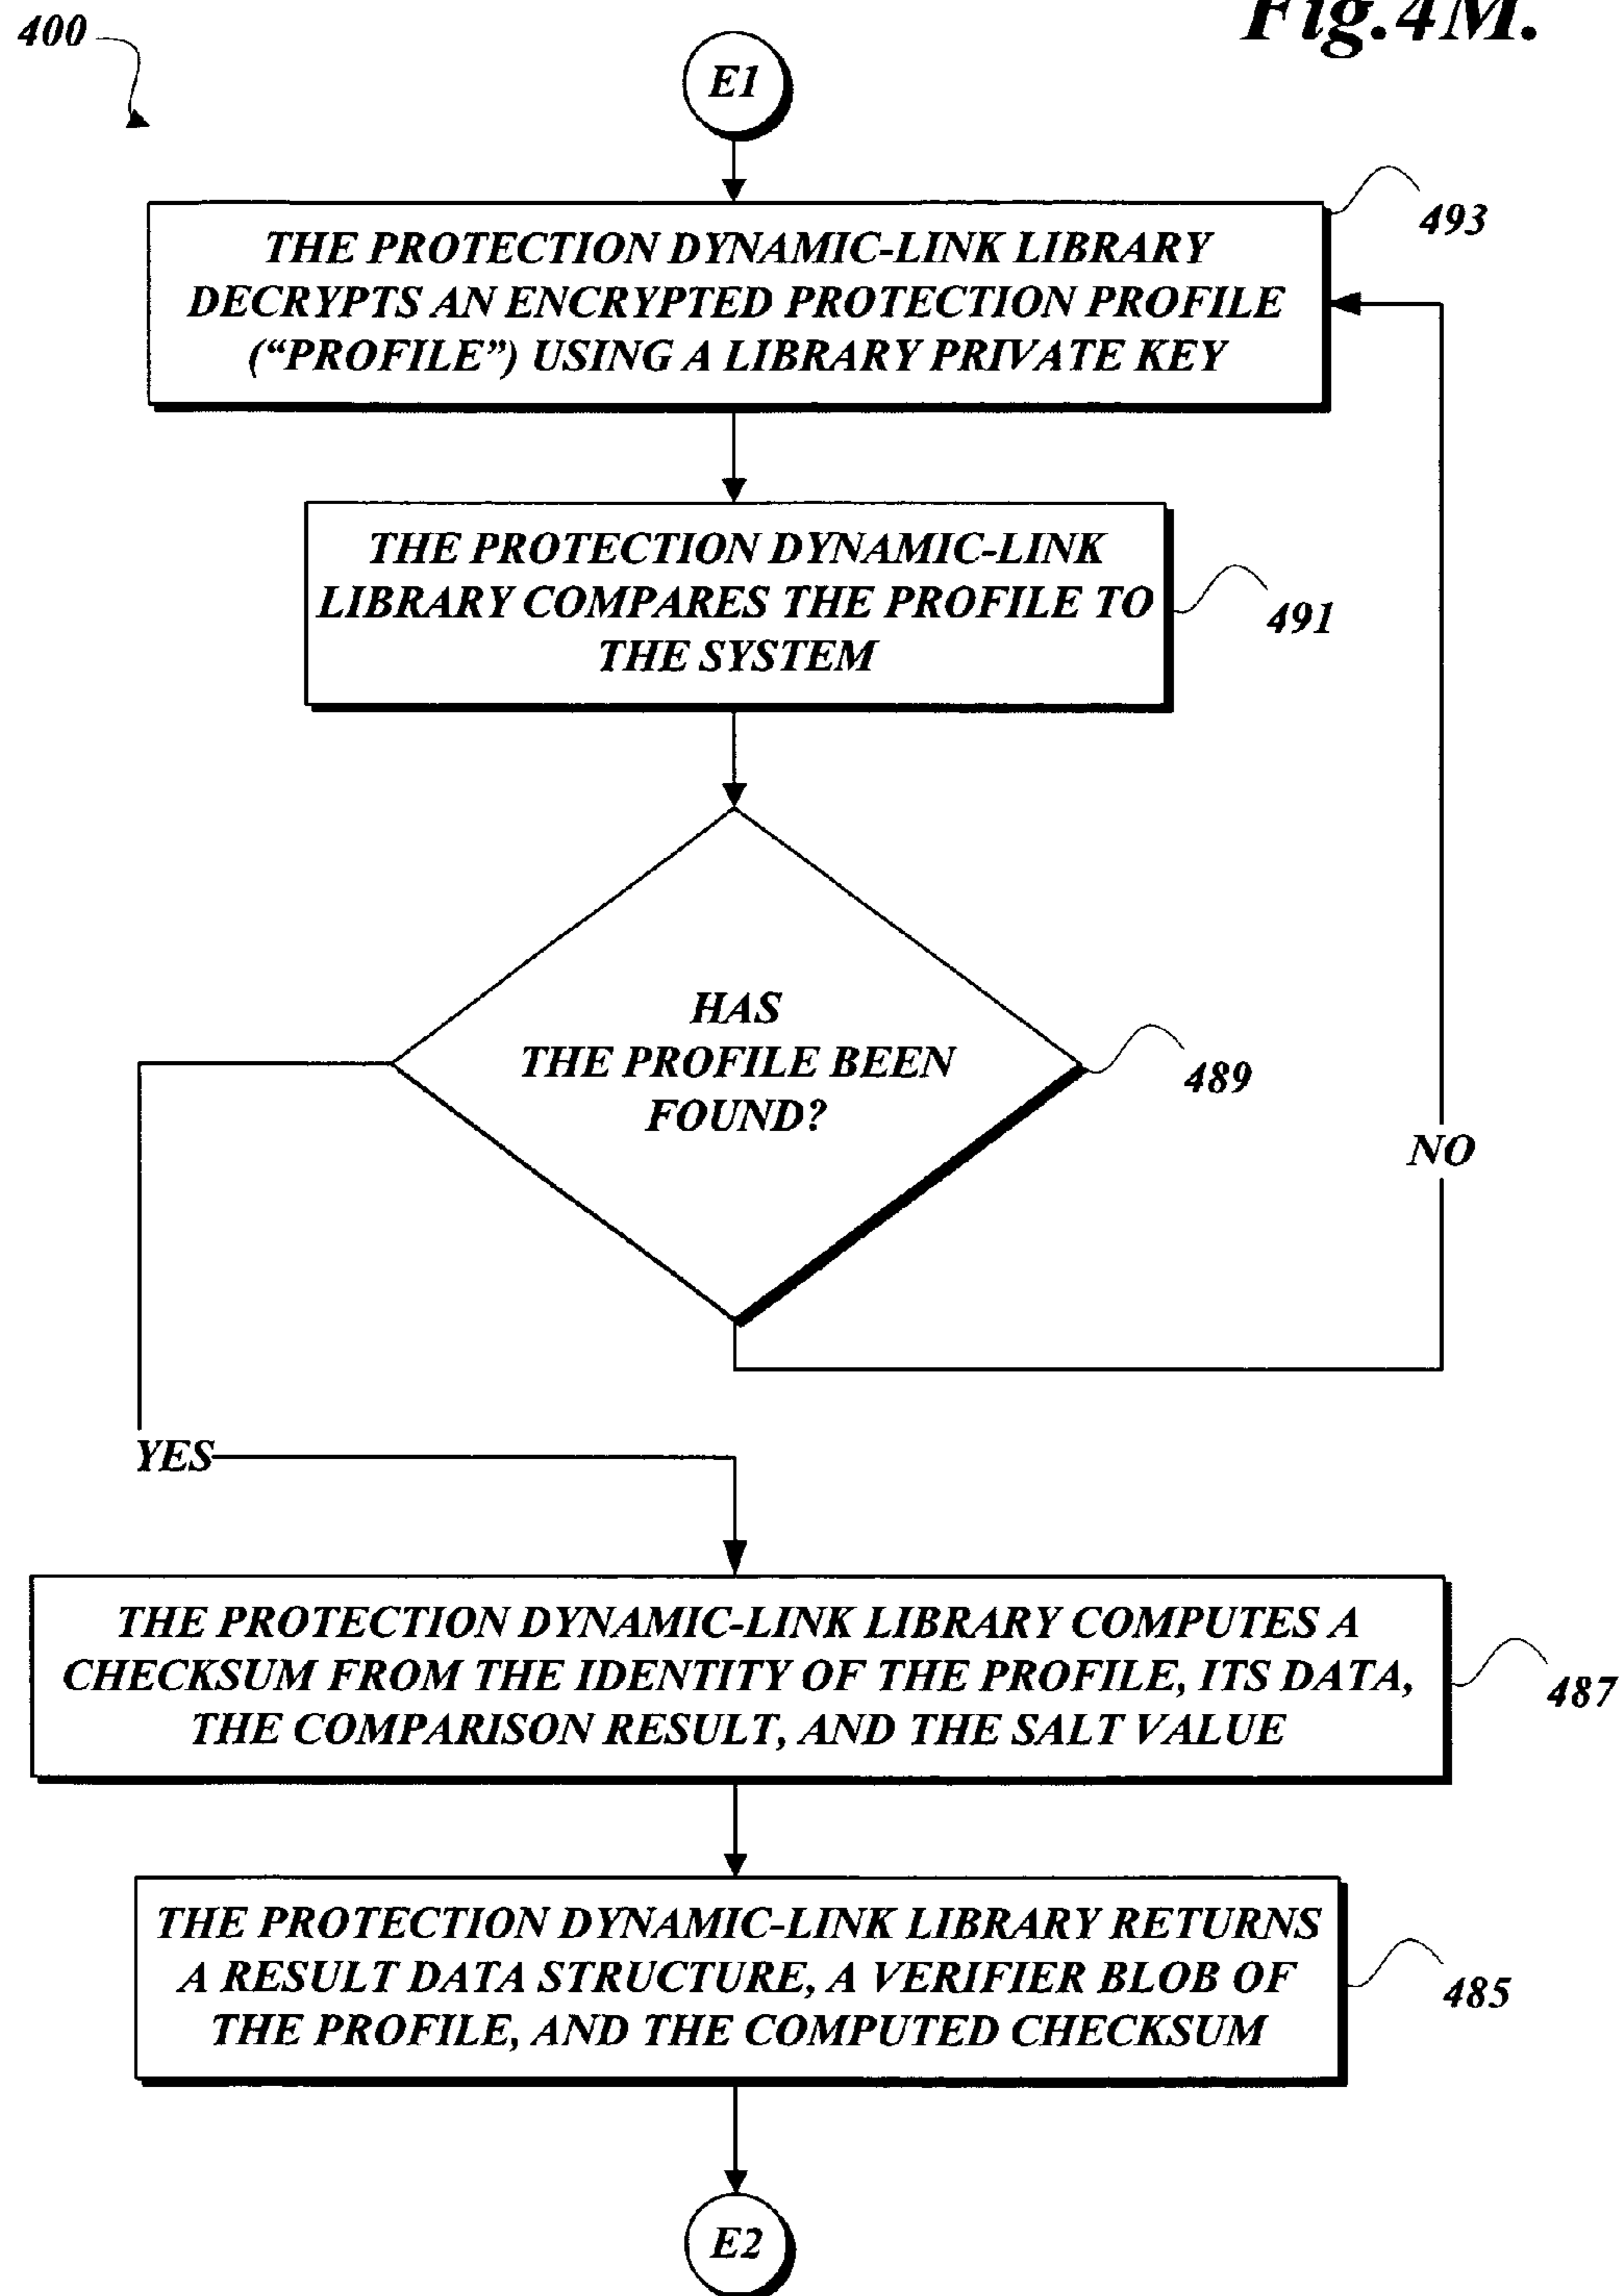 Fig.4M.
400
E1
493
THE PROTECTION DYNAMIC-LINK LIBRARY
DECRYPTS AN ENCRYPTED PROTECTION PROFILE
(“PROFILE”) USING A LIBRARY PRIVATE KEY
THE PROTECTION DYNAMIC-LINK
LIBRARY COMPARES THE PROFILE TO
THE SYSTEM
491
HAS
THE PROFILE BEEN
FOUND?
489
NO
YES
THE PROTECTION DYNAMIC-LINK LIBRARY COMPUTES A
CHECKSUM FROM THE IDENTITY OF THE PROFILE, ITS DATA,
THE COMPARISON RESULT, AND THE SALT VALUE
487
THE PROTECTION DYNAMIC-LINK LIBRARY RETURNS
A RESULT DATA STRUCTURE, A VERIFIER BLOB OF
THE PROFILE, AND THE COMPUTED CHECKSUM
485
E2